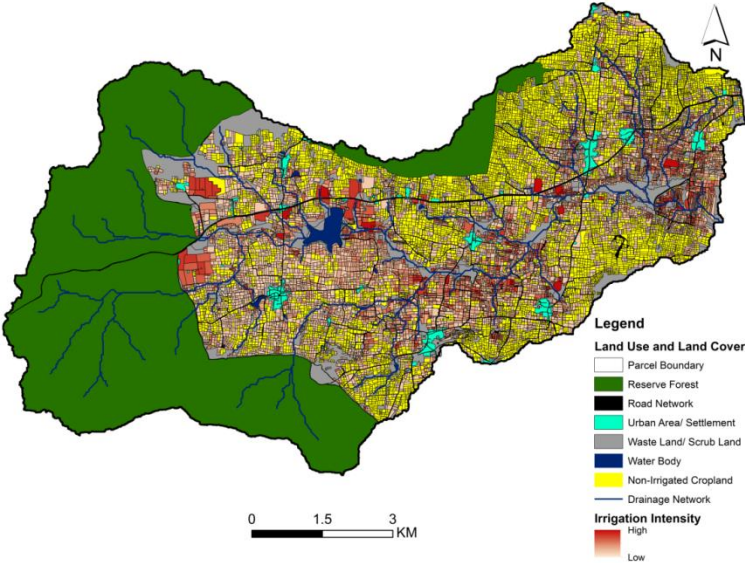 N
Legend
Land Use and Land Cover
Parcel Boundary
Reserve Forest
Road Network
Urban Area/ Settlement
Waste Land/ Scrub Land
Water Body
Non-Irrigated Cropland
Drainage Network
Irrigation Intensity
High
Low
0 1.5 3
KM